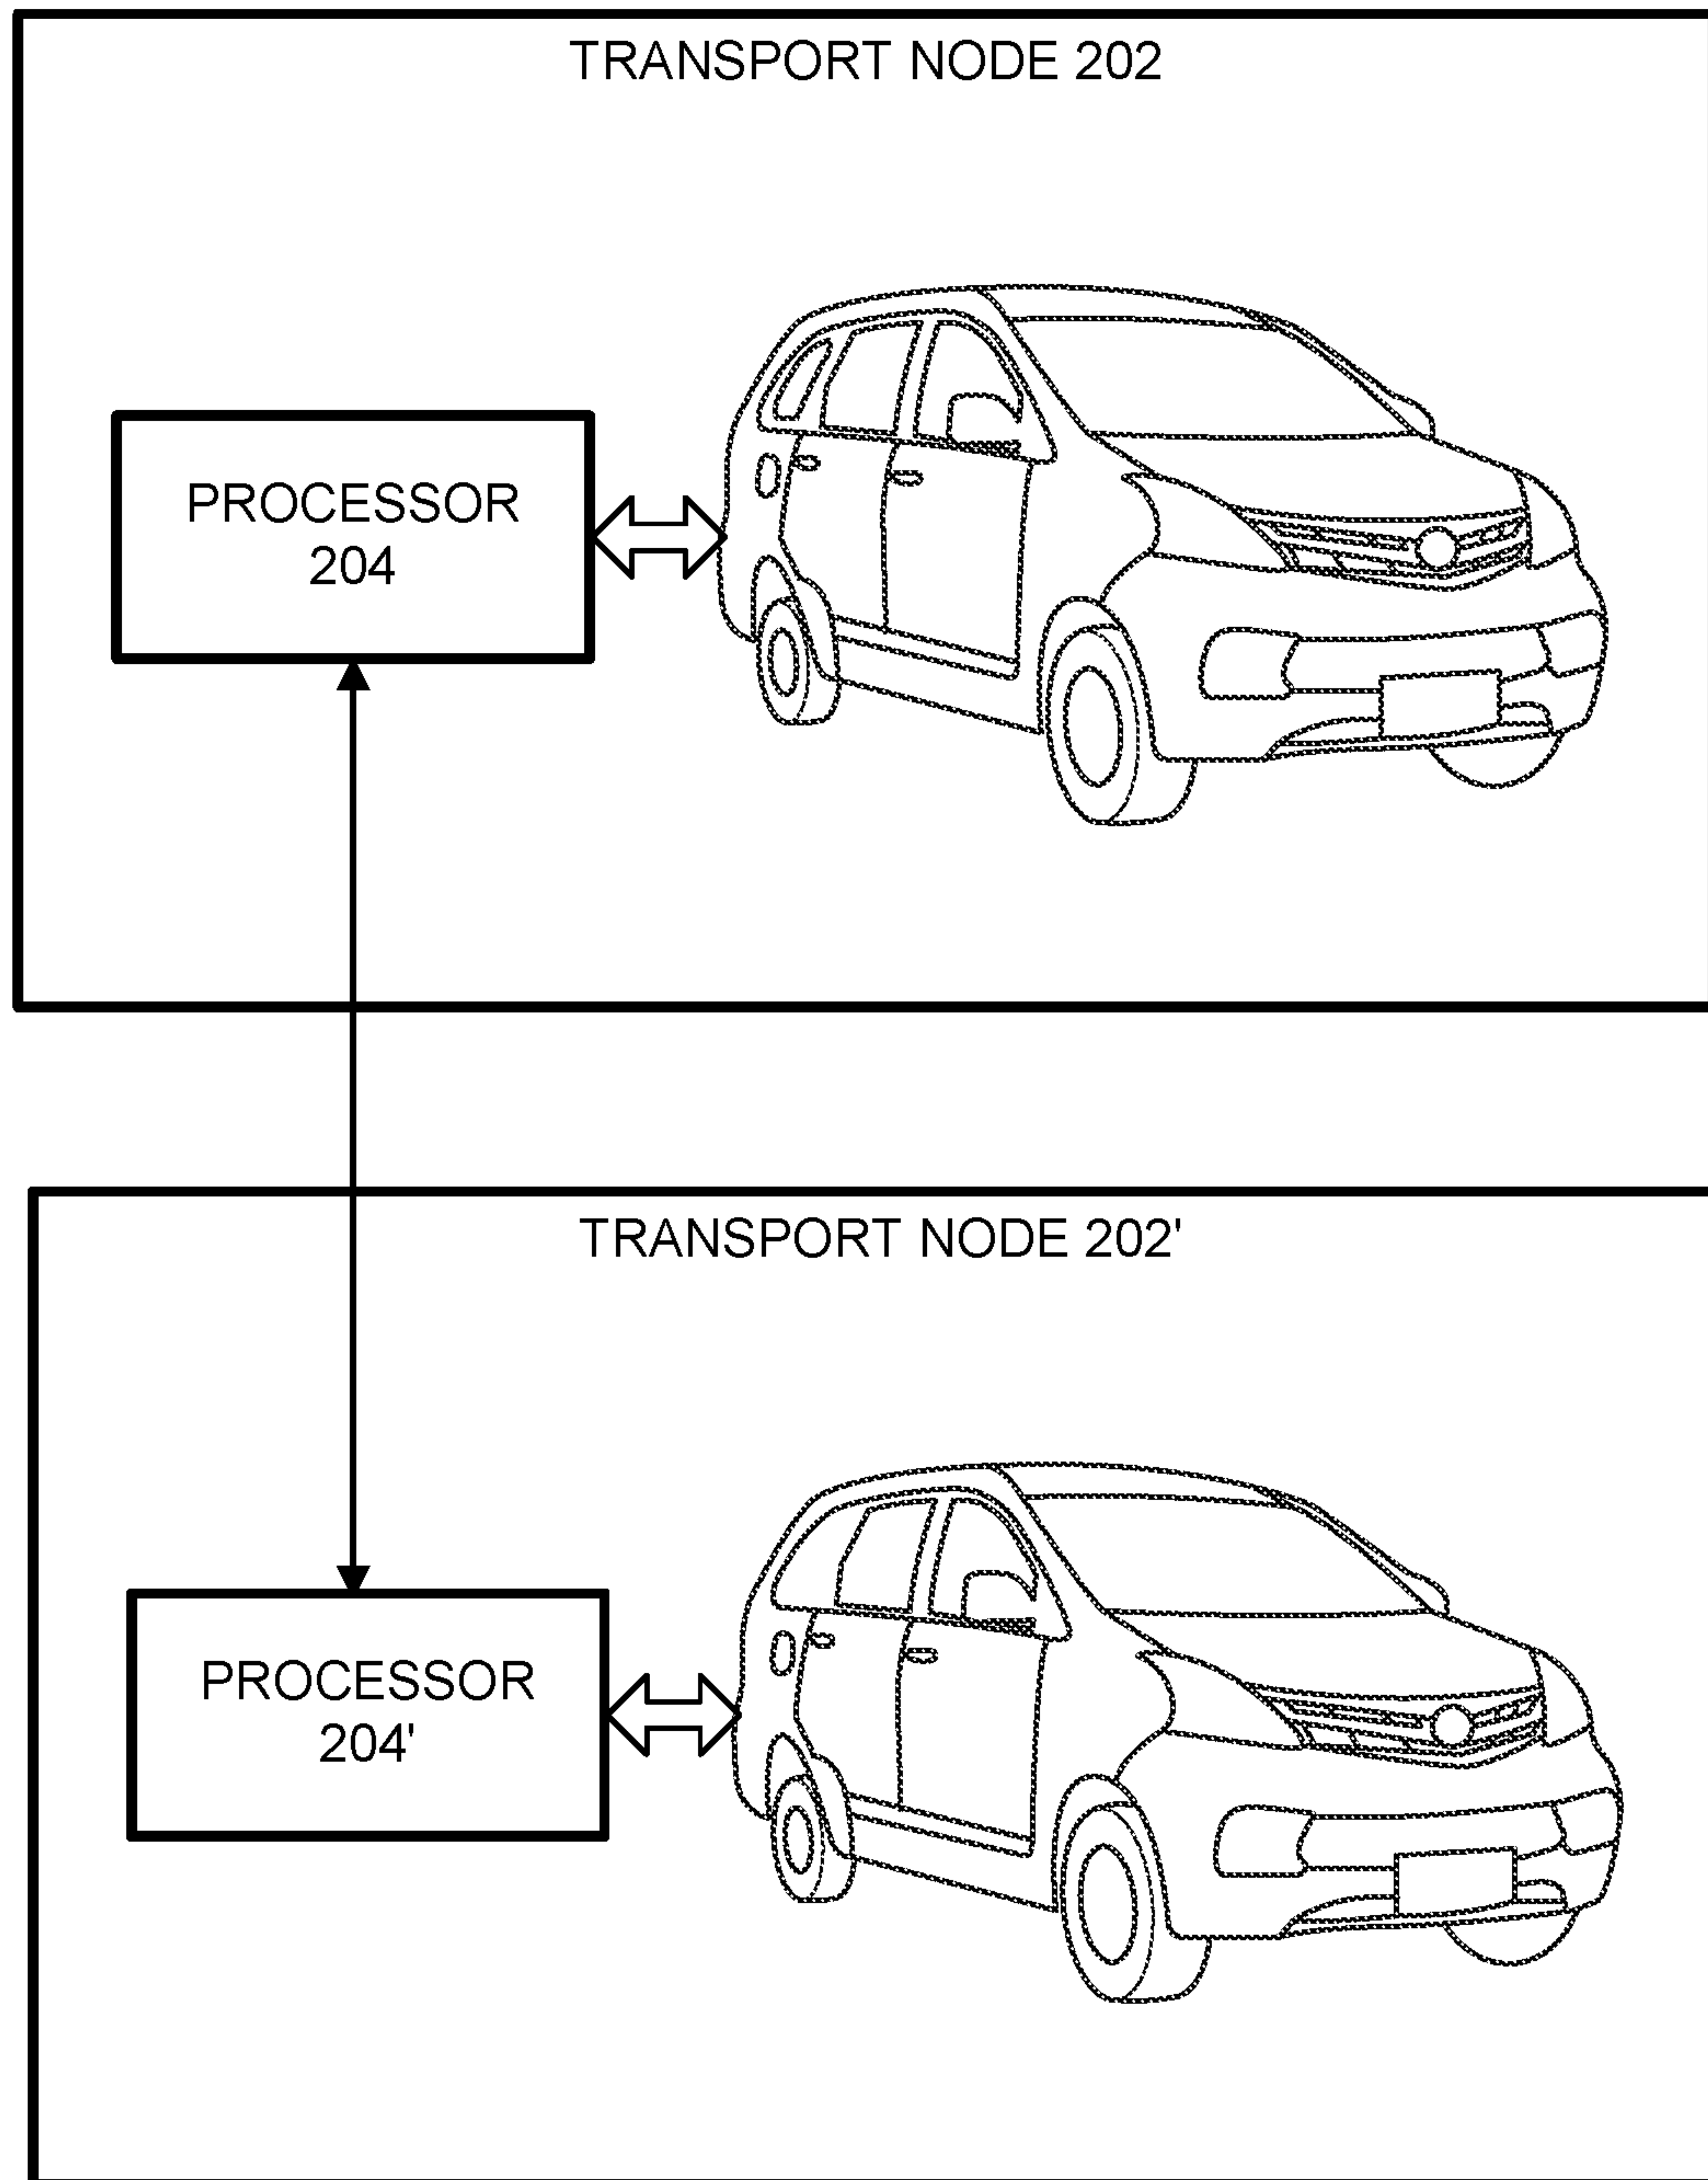 TRANSPORT NODE 202
PROCESSOR
204
TRANSPORT NODE 202'
PROCESSOR
204'